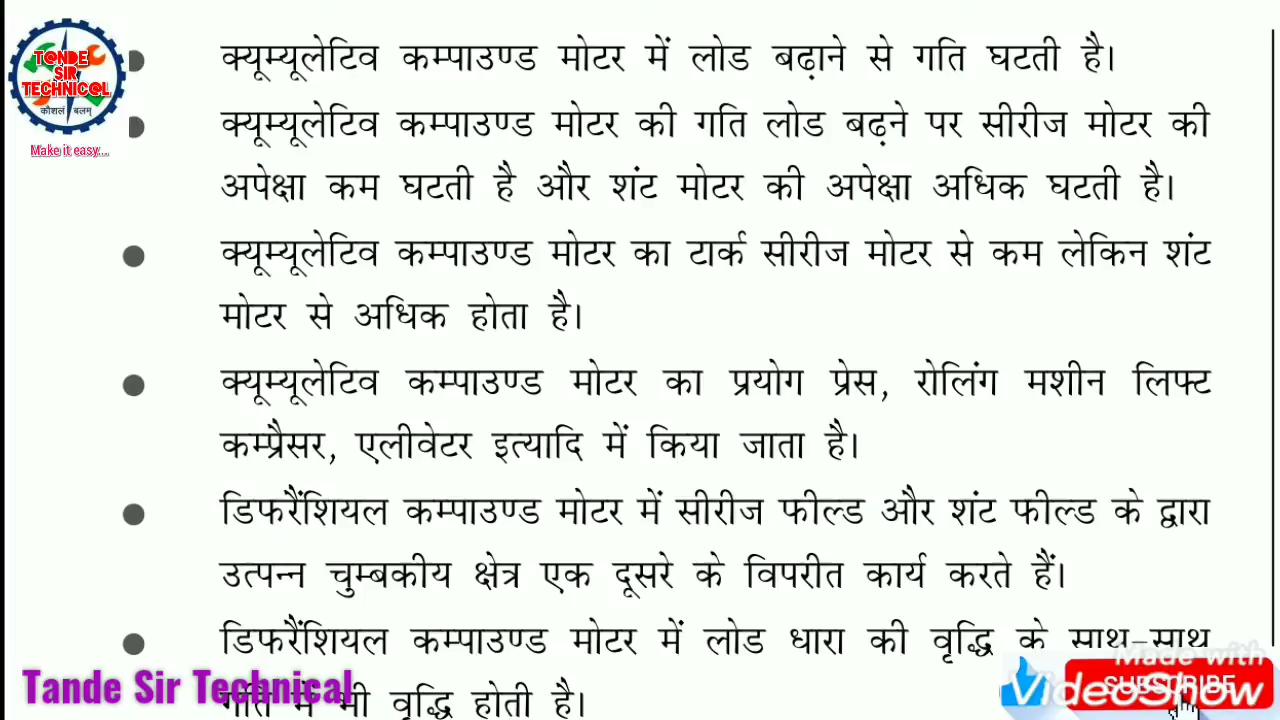 TANDE
SIR
TECHNICAL
कौशलं बलम्
Make it easy...
क्यूम्यूलेटिव कम्पाउण्ड मोटर में लोड बढ़ाने से गति घटती है।
क्यूम्यूलेटिव कम्पाउण्ड मोटर की गति लोड बढ़ने पर सीरीज मोटर की
अपेक्षा कम घटती है और शंट मोटर की अपेक्षा अधिक घटती है।
क्यूम्यूलेटिव कम्पाउण्ड मोटर का टार्क सीरीज मोटर से कम लेकिन शंट
मोटर से अधिक होता है।
क्यूम्यूलेटिव कम्पाउण्ड मोटर का प्रयोग प्रेस, रोलिंग मशीन लिफ्ट
कम्प्रैसर, एलीवेटर इत्यादि में किया जाता है।
डिफरैंशियल कम्पाउण्ड मोटर में सीरीज फील्ड और शंट फील्ड के द्वारा
उत्पन्न चुम्बकीय क्षेत्र एक दूसरे के विपरीत कार्य करते हैं।
डिफरैंशियल कम्पाउण्ड मोटर में लोड धारा की वृद्धि के साथ-साथ
गति में भी वृद्धि होती है।
Tande Sir Technical
Made with
VideoShow
SUBSCRIBE